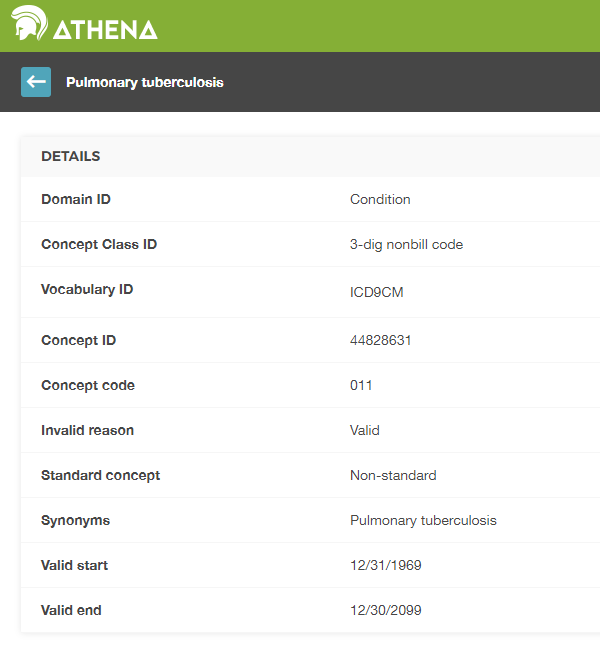 ATHENA
Pulmonary tuberculosis
DETAILS
Domain ID Condition
Concept Class ID 3-dig nonbill code
Vocabulary ID ICD9CM
Concept ID 44828631
Concept code 011
Invalid reason Valid
Standard concept Non-standard
Synonyms Pulmonary tuberculosis
Valid start 12/31/1969
Valid end 12/30/2099